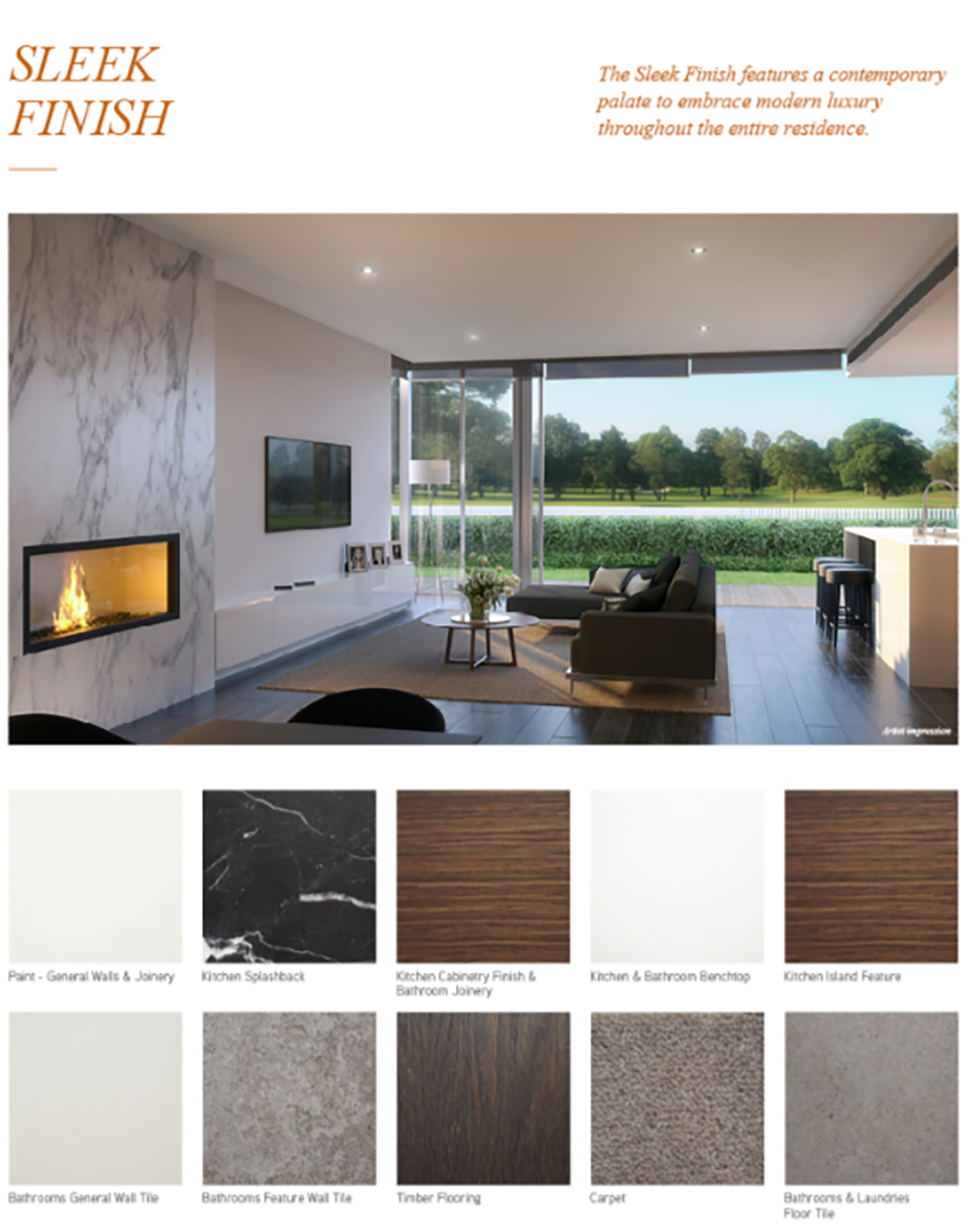 SLEEK
FINISH
The Sleek Finish features a contemporary
palate to embrace modern luxury
throughout the entire residence.
Artist impression
Paint - General Walls & Joinery
Kitchen Splashback
Kitchen Cabinetry Finish &
Bathroom Joinery
Kitchen & Bathroom Benchtop
Kitchen Island Feature
Bathrooms General Wall Tile
Bathrooms Feature Wall Tile
Timber Flooring
Carpet
Bathrooms & Laundries
Floor Tile